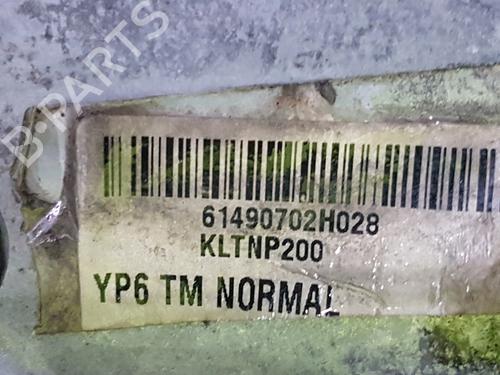 B-PARTS
61490702H028
KLTNP200
YP6 TM NORMAL